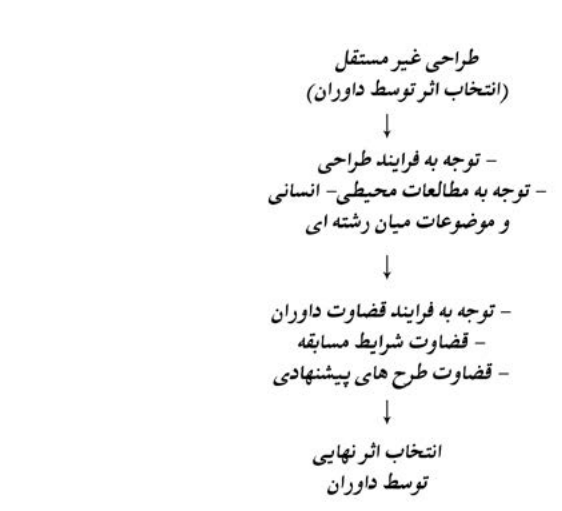 طراحی غیر مستقل
(انتخاب اثر توسط داوران)
↓
- توجه به فرایند طراحی
- توجه به مطالعات محیطی- انسانی
و موضوعات میان رشته ای
↓
- توجه به فرایند قضاوت داوران
- قضاوت شرایط مسابقه
- قضاوت طرح های پیشنهادی
↓
انتخاب اثر نهایی
توسط داوران